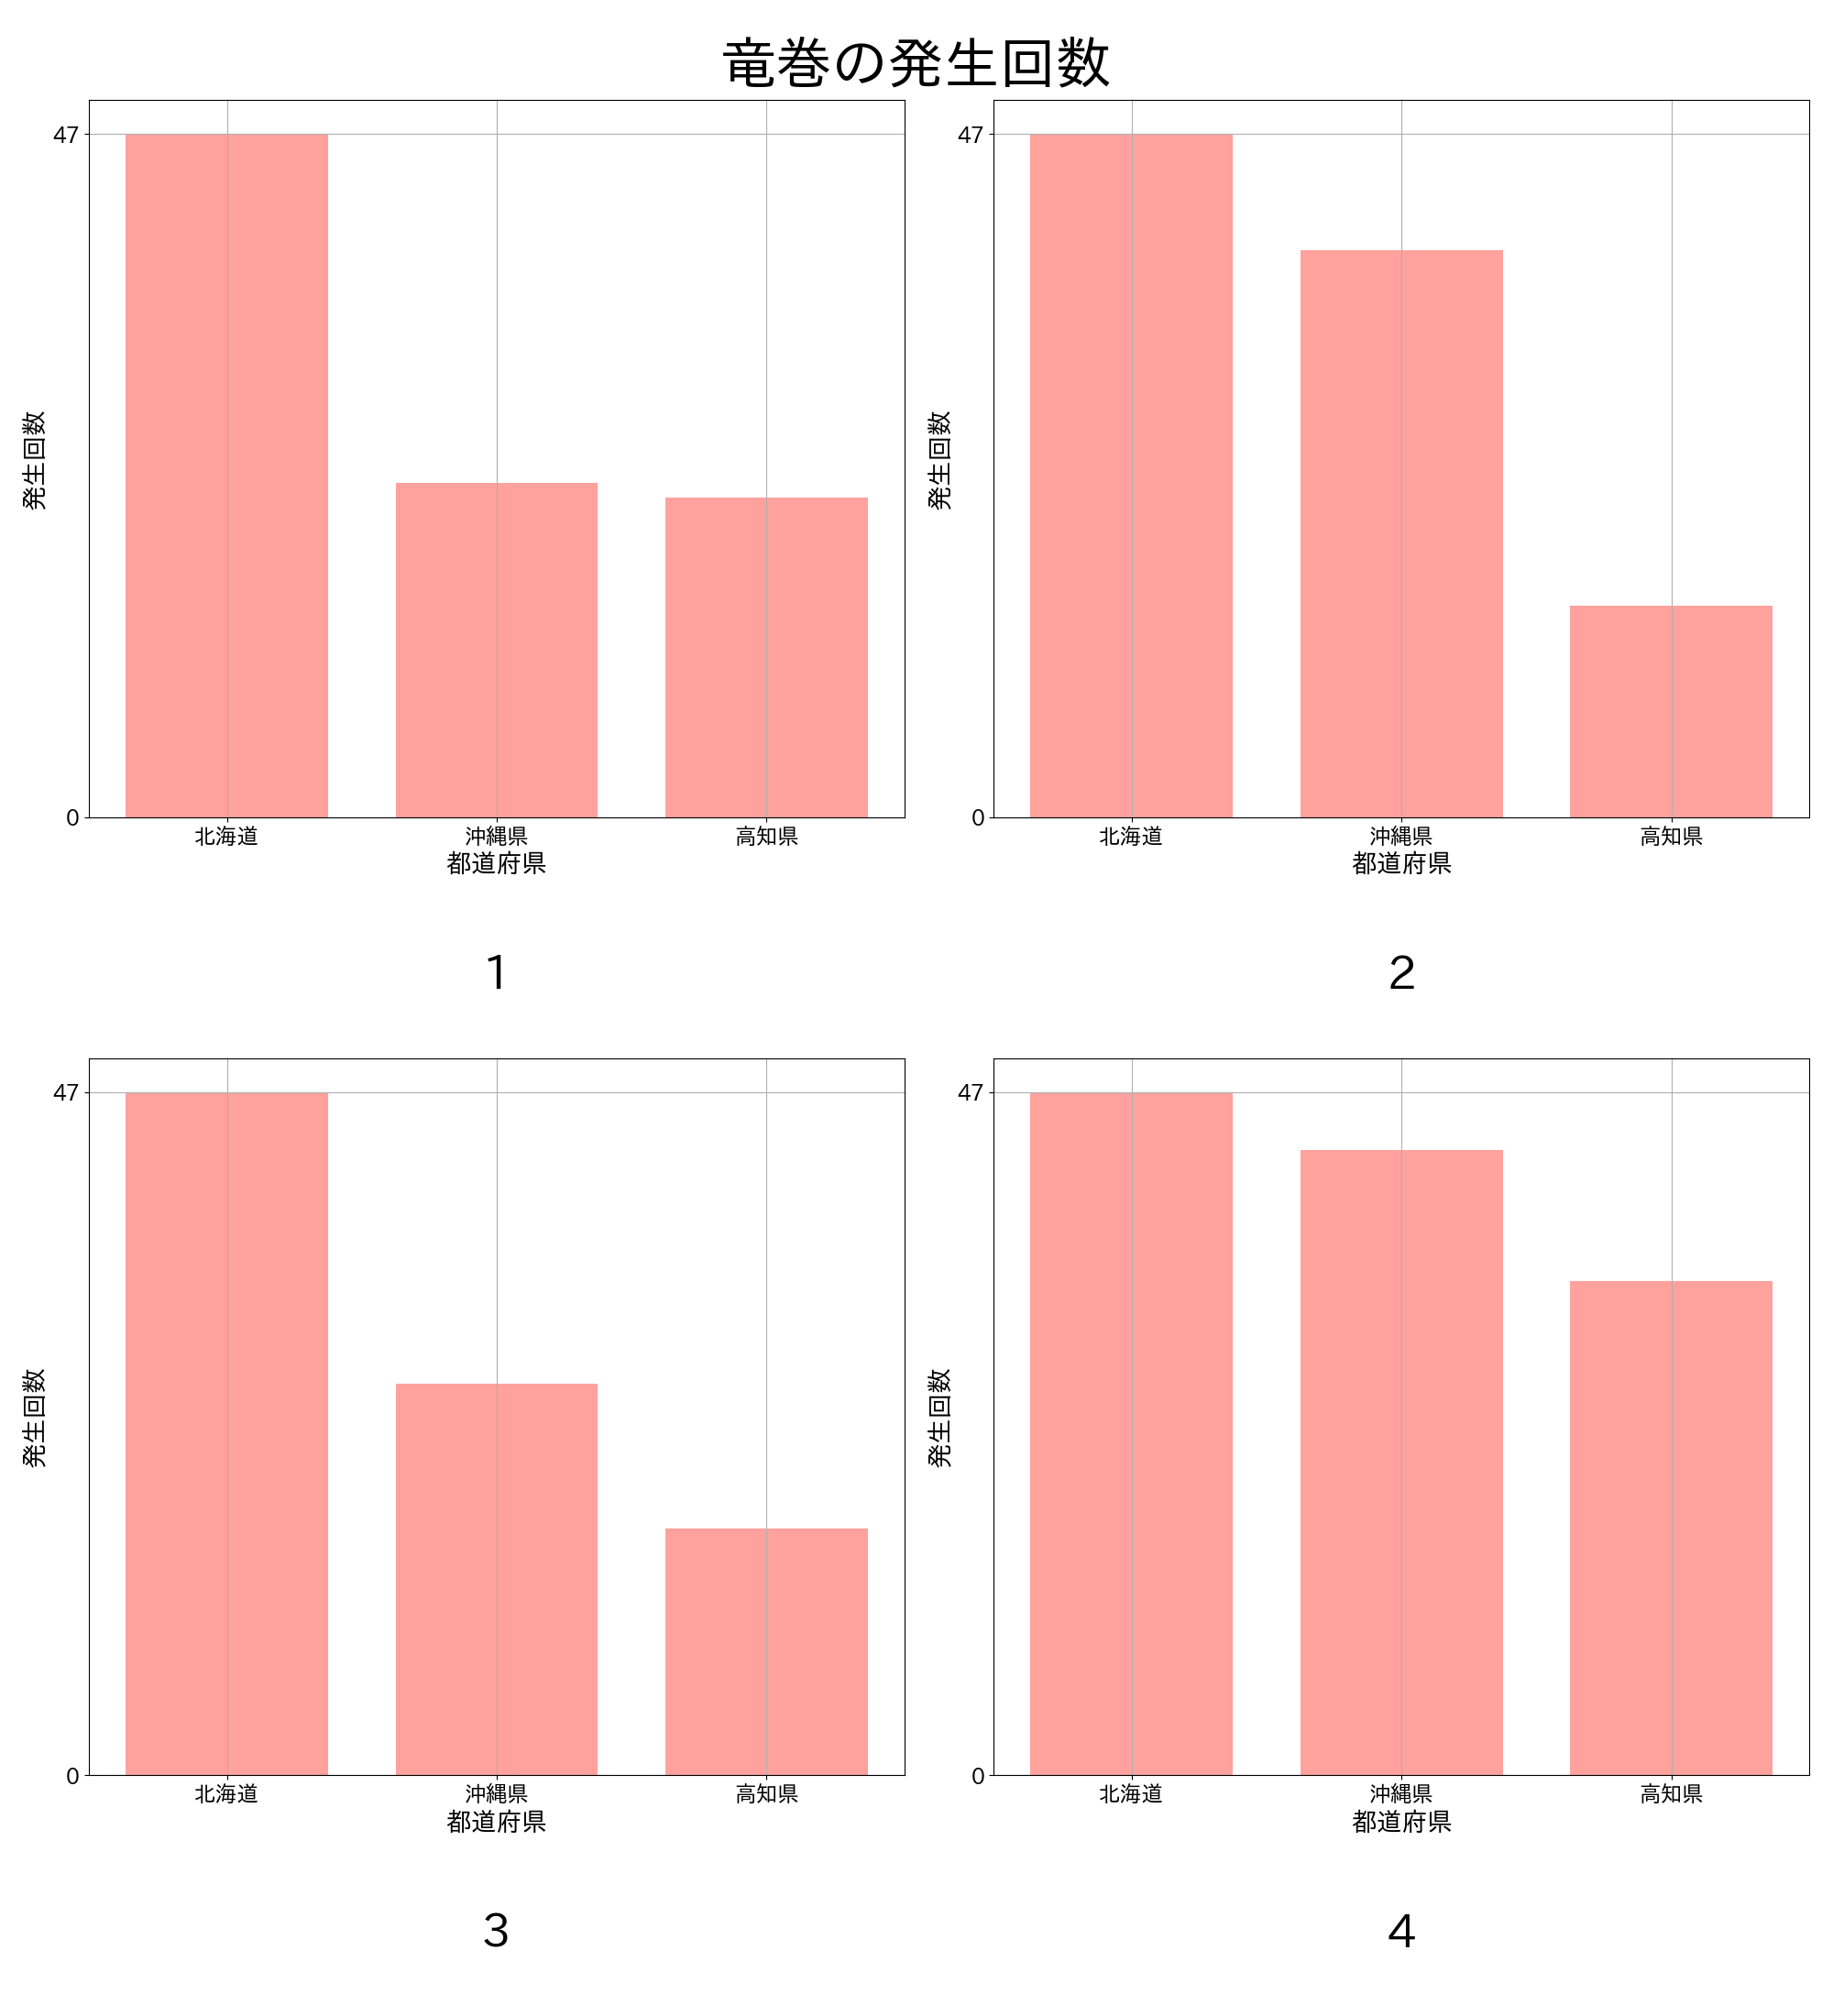 竜巻の発生回数
47
0
発生回数
北海道 沖縄県 高知県
都道府県
1
47
0
発生回数
北海道 沖縄県 高知県
都道府県
2
47
0
発生回数
北海道 沖縄県 高知県
都道府県
3
47
0
発生回数
北海道 沖縄県 高知県
都道府県
4